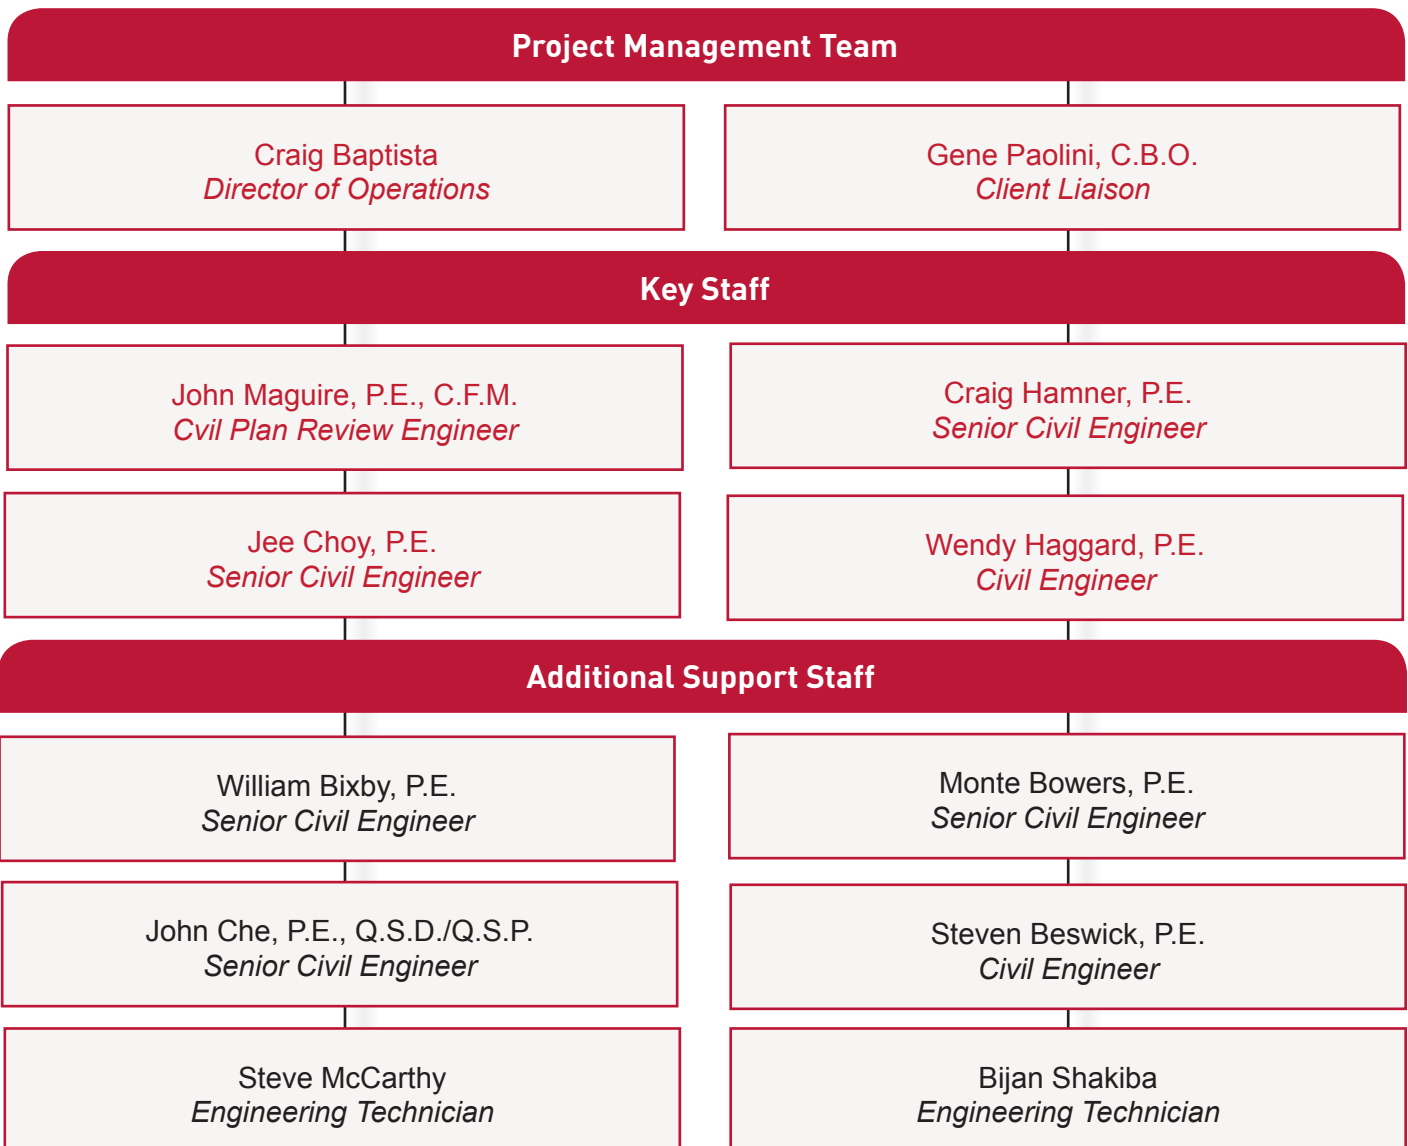 Project Management Team
Craig Baptista
Director of Operations
Gene Paolini, C.B.O.
Client Liaison
Key Staff
John Maguire, P.E., C.F.M.
Cvil Plan Review Engineer
Craig Hamner, P.E.
Senior Civil Engineer
Jee Choy, P.E.
Senior Civil Engineer
Wendy Haggard, P.E.
Civil Engineer
Additional Support Staff
William Bixby, P.E.
Senior Civil Engineer
Monte Bowers, P.E.
Senior Civil Engineer
John Che, P.E., Q.S.D./Q.S.P.
Senior Civil Engineer
Steven Beswick, P.E.
Civil Engineer
Steve McCarthy
Engineering Technician
Bijan Shakiba
Engineering Technician